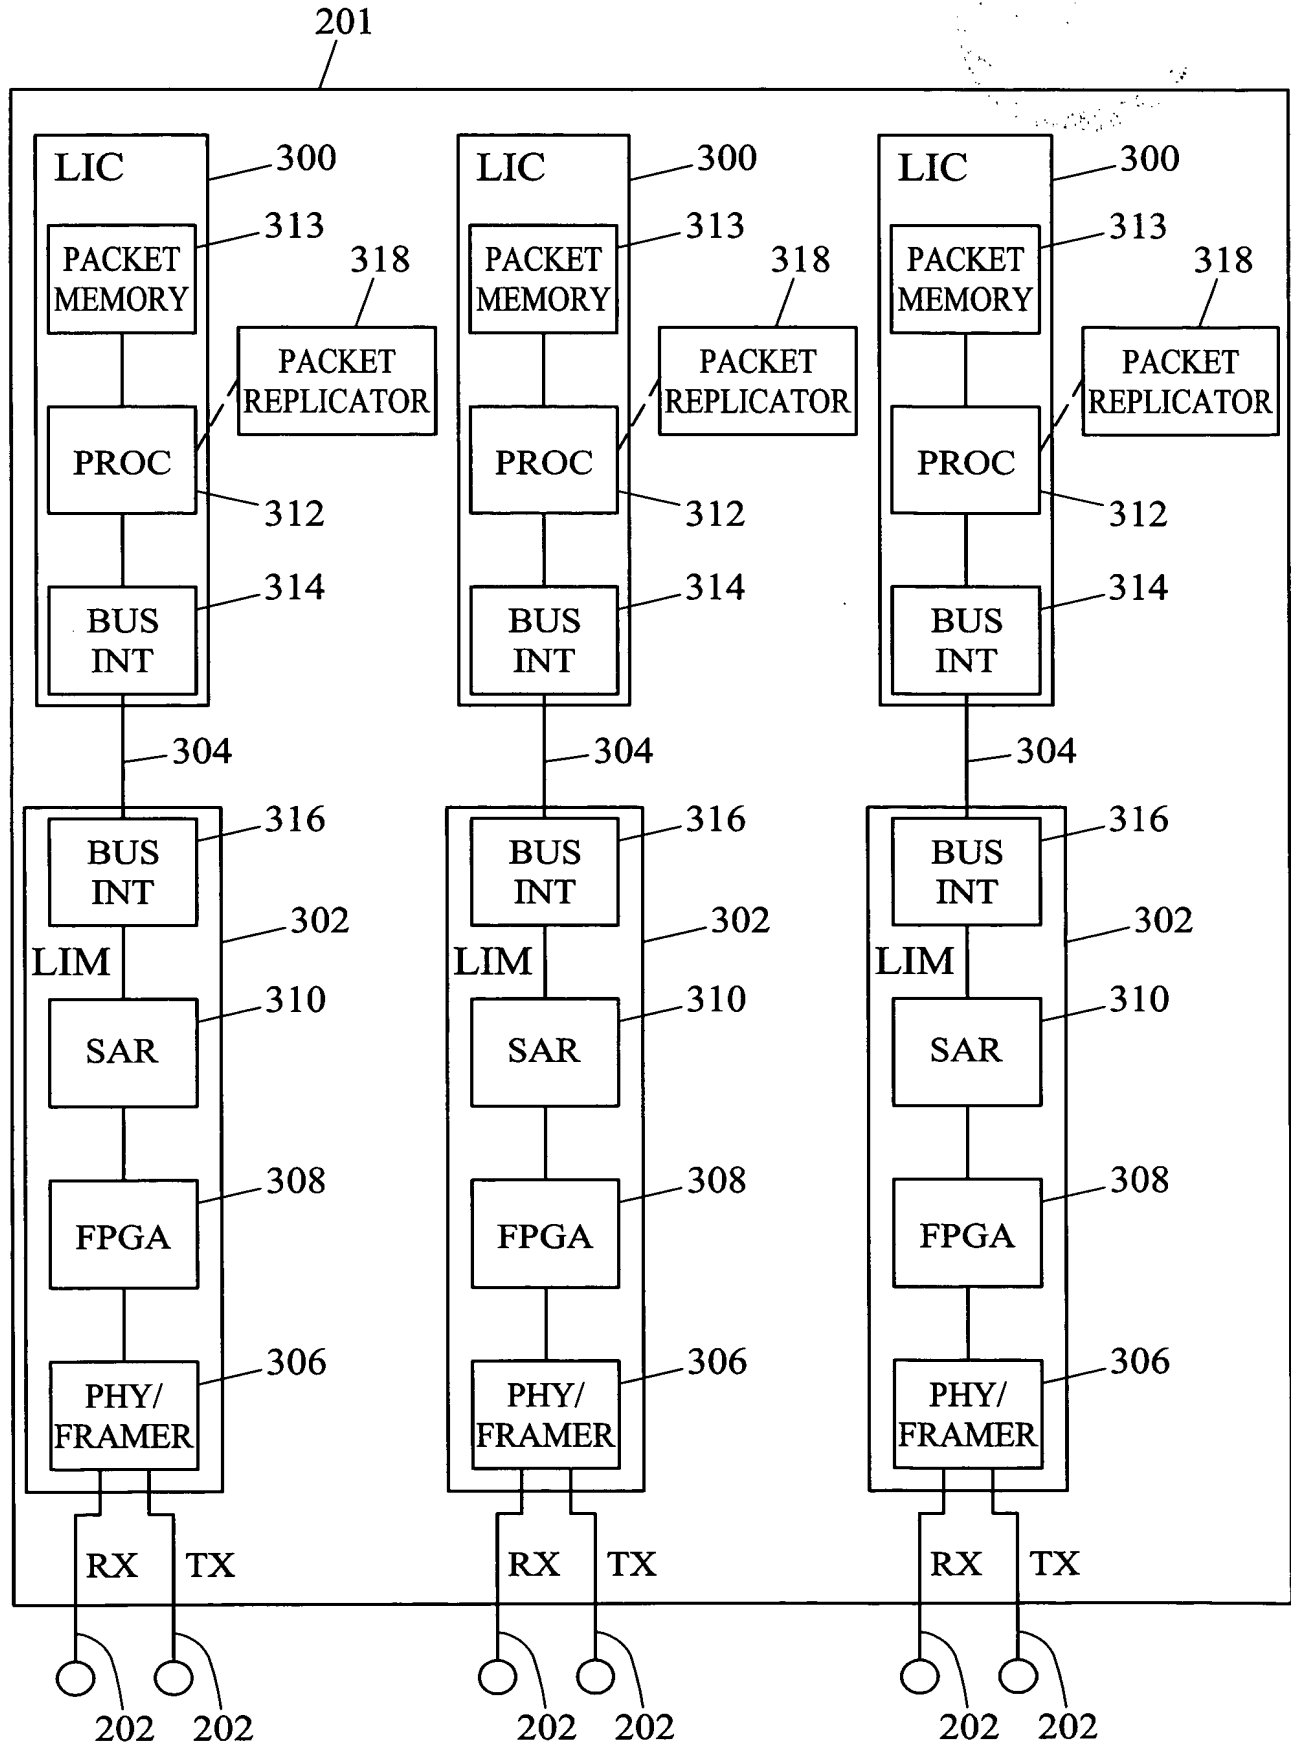 201
LIC 300 LIC 300 LIC 300
313 313 313
PACKET MEMORY PACKET MEMORY PACKET MEMORY
318 318 318
PACKET REPLICATOR PACKET REPLICATOR PACKET REPLICATOR
PROC PROC PROC
312 312 312
314 314 314
BUS INT BUS INT BUS INT
304 304 304
316 316 316
BUS INT BUS INT BUS INT
302 302 302
LIM LIM LIM
310 310 310
SAR SAR SAR
308 308 308
FPGA FPGA FPGA
306 306 306
PHY/ FRAMER PHY/ FRAMER PHY/ FRAMER
RX TX RX TX RX TX
202 202 202 202 202 202